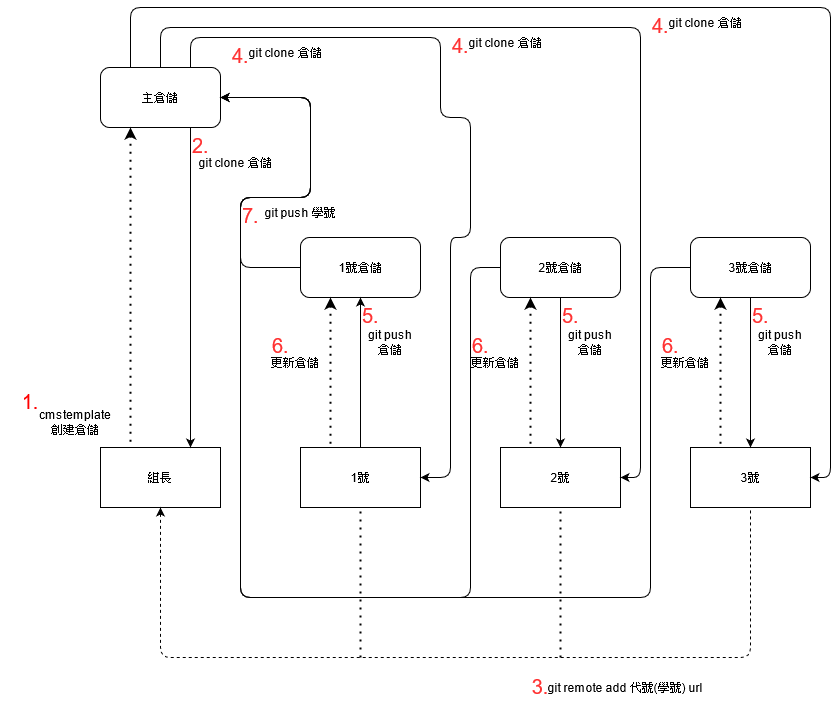 4.
git clone 倉儲
4.
git clone 倉儲
4.
git clone 倉儲
主倉儲
2.
git clone 倉儲
7.
git push 學號
1號倉儲
2號倉儲
3號倉儲
5.
git push
倉儲
5.
git push
倉儲
5.
git push
倉儲
6.
更新倉儲
6.
更新倉儲
6.
更新倉儲
1.
cmstemplate
創建倉儲
組長
1號
2號
3號
3.
git remote add 代號(學號) url